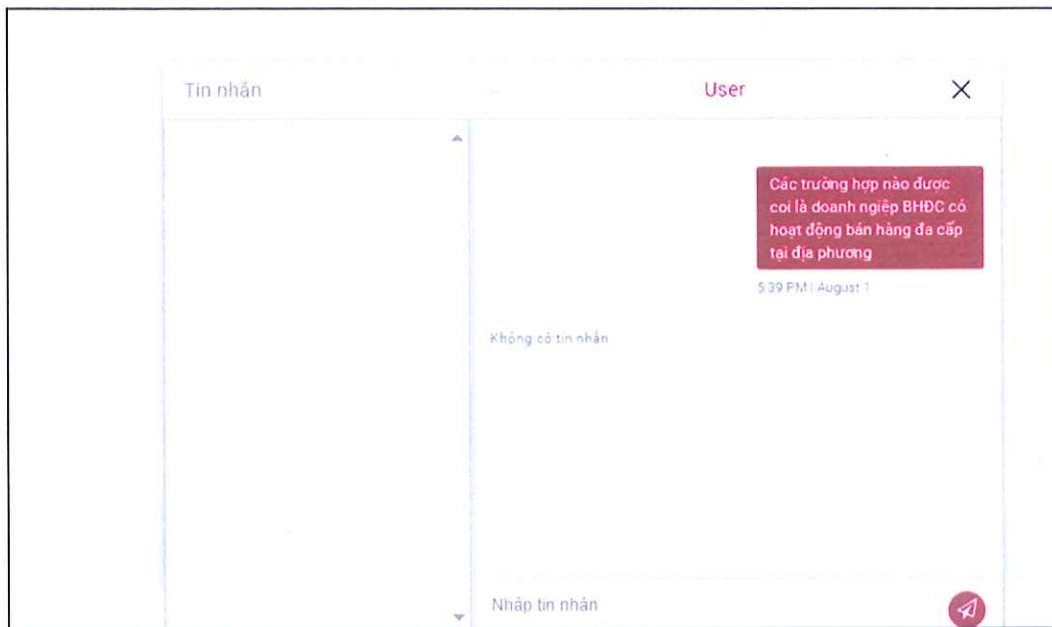 Tin nhắn
User
Các trường hợp nào được
coi là doanh ngiệp BHĐC có
hoạt động bán hàng đa cấp
tại địa phương
5:39 PM | August 1
Không có tin nhắn
Nhập tin nhắn